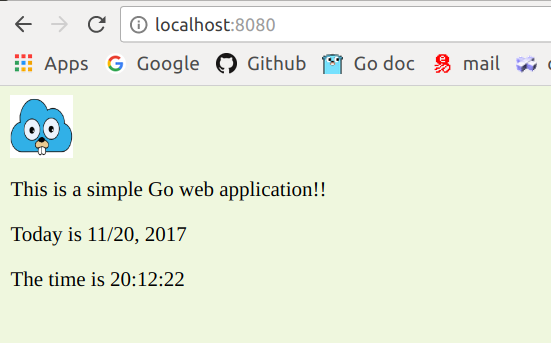 localhost:8080
Apps Google Github Go doc mail
This is a simple Go web application!!
Today is 11/20, 2017
The time is 20:12:22